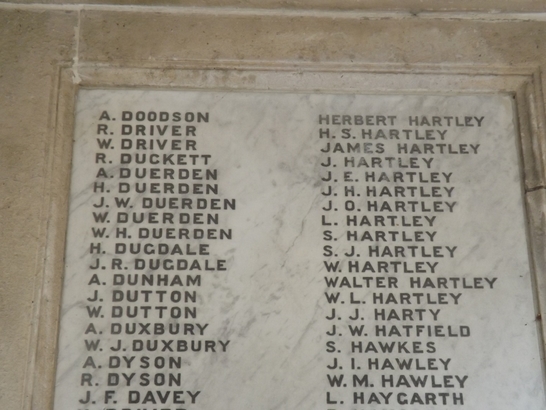 A. DOODSON
R. DRIVER
W. DRIVER
R. DUCKETT
A. DUERDEN
H. DUERDEN
J. W. DUERDEN
W. DUERDEN
W. H. DUERDEN
H. DUGDALE
J. R. DUGDALE
A. DUNHAM
J. DUTTON
W. DUTTON
A. DUXBURY
W. J. DUXBURY
A. DYSON
R. DYSON
J. F. DAVEY
HERBERT HARTLEY
H. S. HARTLEY
JAMES HARTLEY
J. HARTLEY
J. E. HARTLEY
J. H. HARTLEY
J. O. HARTLEY
L. HARTLEY
S. HARTLEY
S. J. HARTLEY
W. HARTLEY
WALTER HARTLEY
W. L. HARTLEY
J. J. HARTY
J. W. HATFIELD
S. HAWKES
J. I. HAWLEY
W. M. HAWLEY
L. HAYGARTH